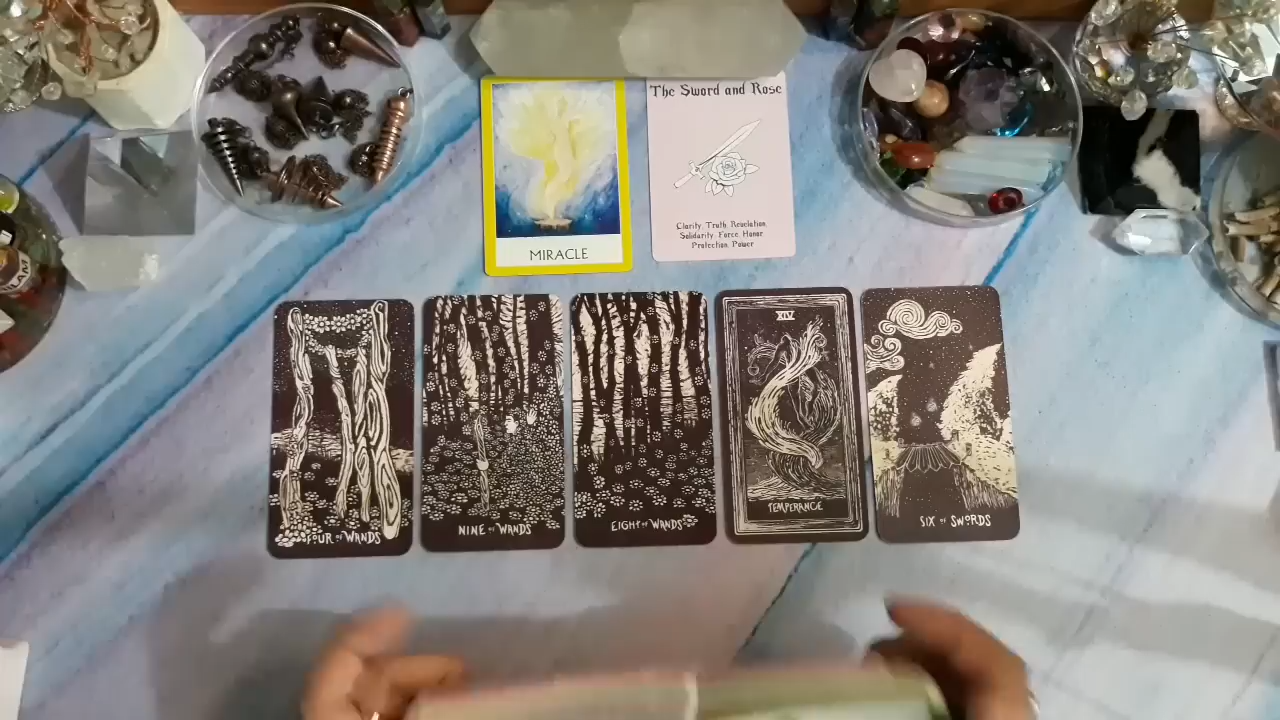 The Sword and Rose
Clarity Truth Revelation
Solidarity Force Honor
Protection Power
MIRACLE
XIV
FOUR OF WANDS
NINE OF WANDS
EIGHT OF WANDS
TEMPERANCE
SIX OF SWORDS